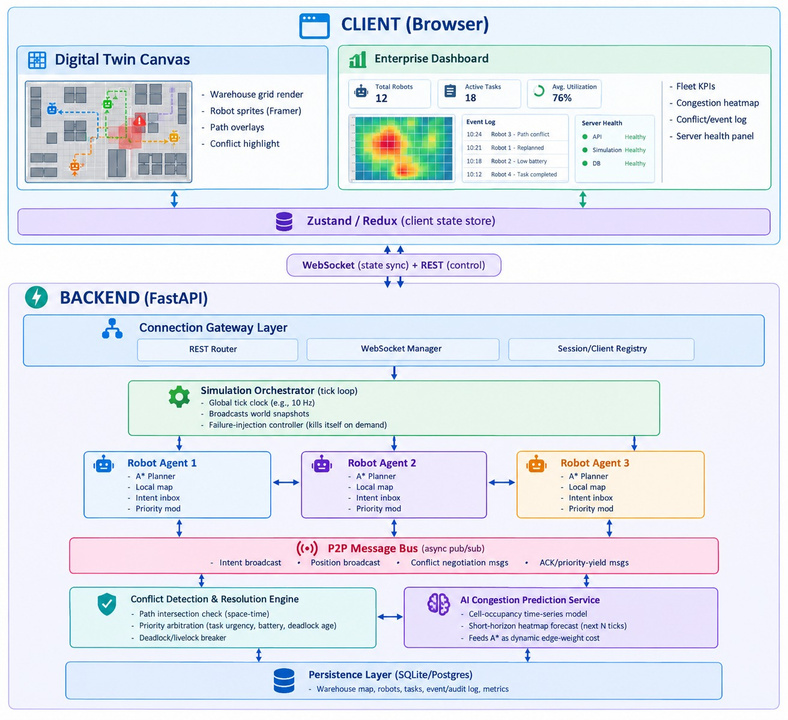 CLIENT (Browser)
Digital Twin Canvas
- Warehouse grid render
- Robot sprites (Framer)
- Path overlays
- Conflict highlight
Enterprise Dashboard
Total Robots
12
Active Tasks
18
Avg. Utilization
76%
Event Log
10:24 Robot 3 - Path conflict
10:21 Robot 1 - Replanned
10:18 Robot 2 - Low battery
10:12 Robot 4 - Task completed
Server Health
API Healthy
Simulation Healthy
DB Healthy
- Fleet KPIs
- Congestion heatmap
- Conflict/event log
- Server health panel
Zustand / Redux (client state store)
WebSocket (state sync) + REST (control)
BACKEND (FastAPI)
Connection Gateway Layer
REST Router
WebSocket Manager
Session/Client Registry
Simulation Orchestrator (tick loop)
- Global tick clock (e.g., 10 Hz)
- Broadcasts world snapshots
- Failure-injection controller (kills itself on demand)
Robot Agent 1
- A* Planner
- Local map
- Intent inbox
- Priority mod
Robot Agent 2
- A* Planner
- Local map
- Intent inbox
- Priority mod
Robot Agent 3
- A* Planner
- Local map
- Intent inbox
- Priority mod
P2P Message Bus (async pub/sub)
- Intent broadcast • Position broadcast • Conflict negotiation msgs • ACK/priority-yield msgs
Conflict Detection & Resolution Engine
- Path intersection check (space-time)
- Priority arbitration (task urgency, battery, deadlock age)
- Deadlock/livelock breaker
AI Congestion Prediction Service
- Cell-occupancy time-series model
- Short-horizon heatmap forecast (next N ticks)
- Feeds A* as dynamic edge-weight cost
Persistence Layer (SQLite/Postgres)
- Warehouse map, robots, tasks, event/audit log, metrics